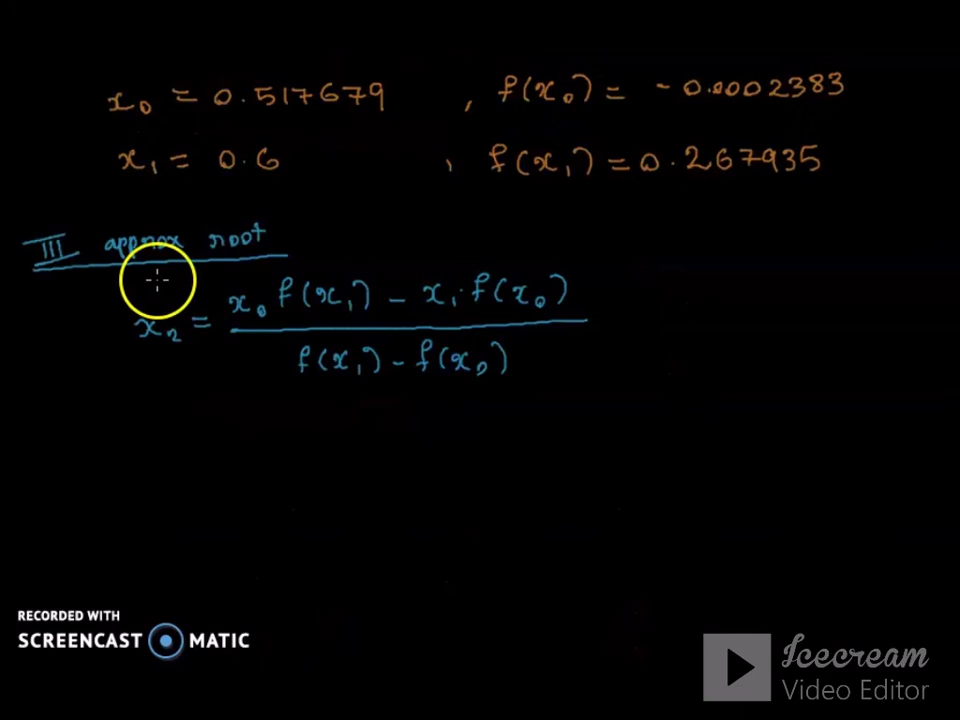 x₀ = 0.517679 , f(x₀) = - 0.0002383
x₁ = 0.6 , f(x₁) = 0.267935
III approx root
x₂ = x₀ f(x₁) - x₁. f(x₀)
f(x₁) - f(x₀)
RECORDED WITH
SCREENCAST MATIC
Icecream
Video Editor